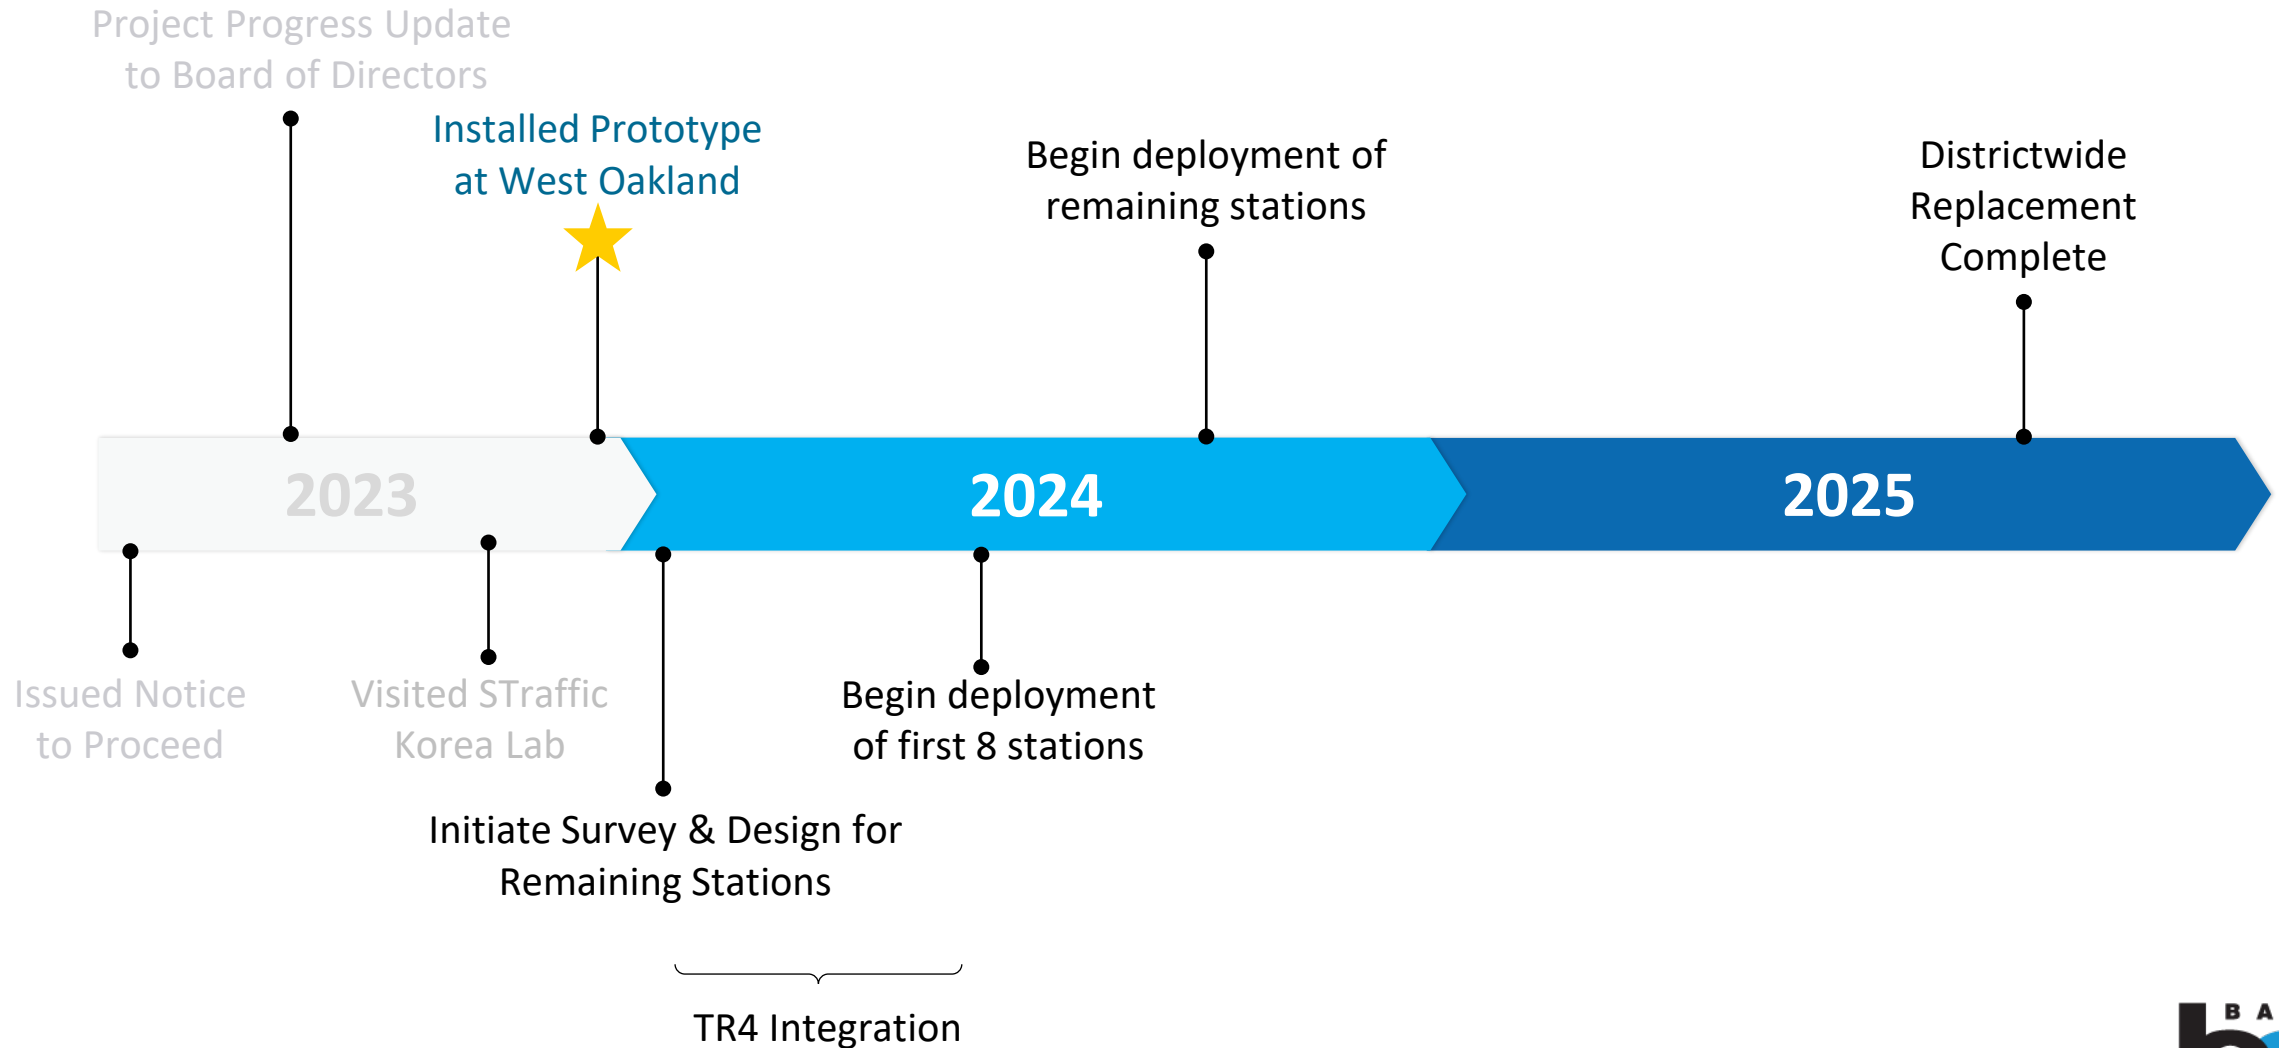 Project Progress Update
to Board of Directors
Installed Prototype
at West Oakland
Begin deployment of
remaining stations
Districtwide
Replacement
Complete
2023
2024
2025
Issued Notice
to Proceed
Visited STraffic
Korea Lab
Begin deployment
of first 8 stations
Initiate Survey & Design for
Remaining Stations
TR4 Integration
B A